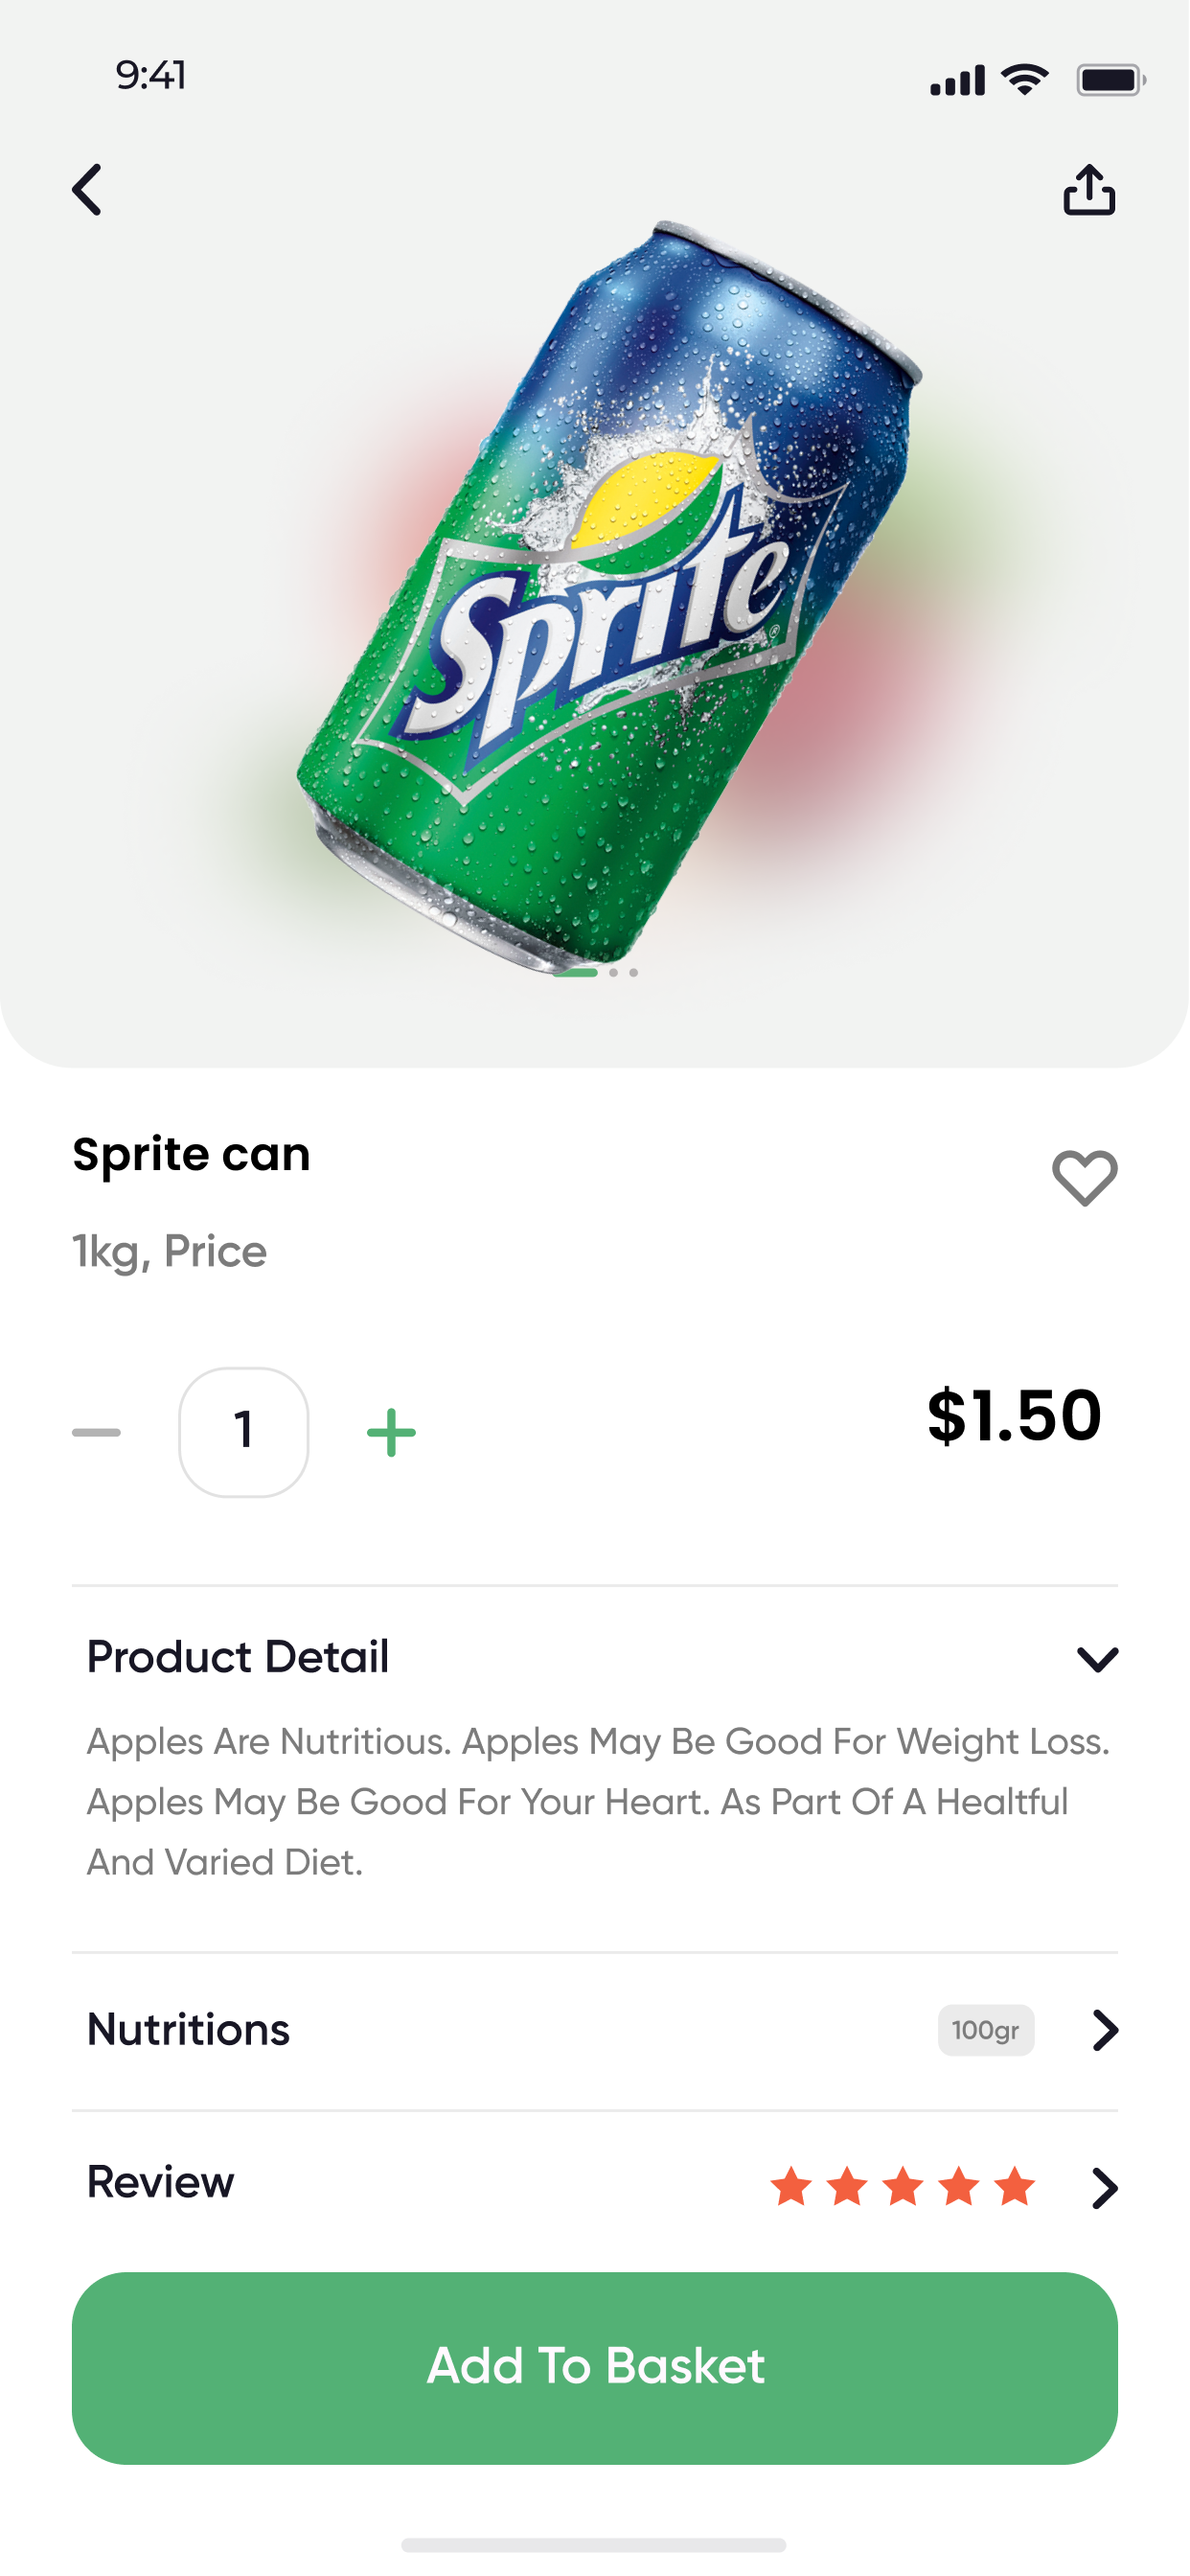 9:41
Sprite
®
Sprite can
1kg, Price
1
$1.50
Product Detail
Apples Are Nutritious. Apples May Be Good For Weight Loss.
Apples May Be Good For Your Heart. As Part Of A Healtful
And Varied Diet.
Nutritions
100gr
Review
Add To Basket